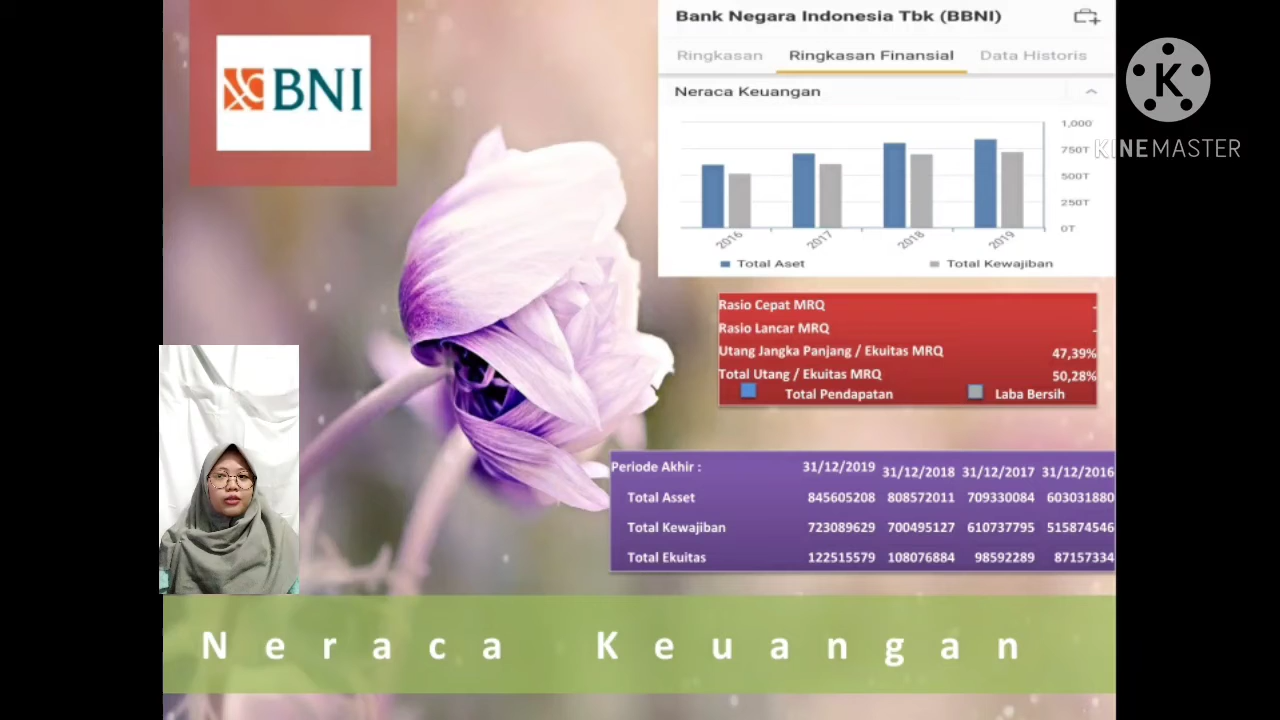 BNI
Bank Negara Indonesia Tbk (BBNI)
Ringkasan Ringkasan Finansial Data Historis
Neraca Keuangan
1,000
750T
500T
250T
0T
2016 2017 2018 2019
Total Aset Total Kewajiban
K
KINEMASTER
Rasio Cepat MRQ -
Rasio Lancar MRQ -
Utang Jangka Panjang / Ekuitas MRQ 47,39%
Total Utang / Ekuitas MRQ 50,28%
Total Pendapatan Laba Bersih
Periode Akhir : 31/12/2019 31/12/2018 31/12/2017 31/12/2016
Total Asset 845605208 808572011 709330084 603031880
Total Kewajiban 723089629 700495127 610737795 515874546
Total Ekuitas 122515579 108076884 98592289 87157334
Neraca Keuangan